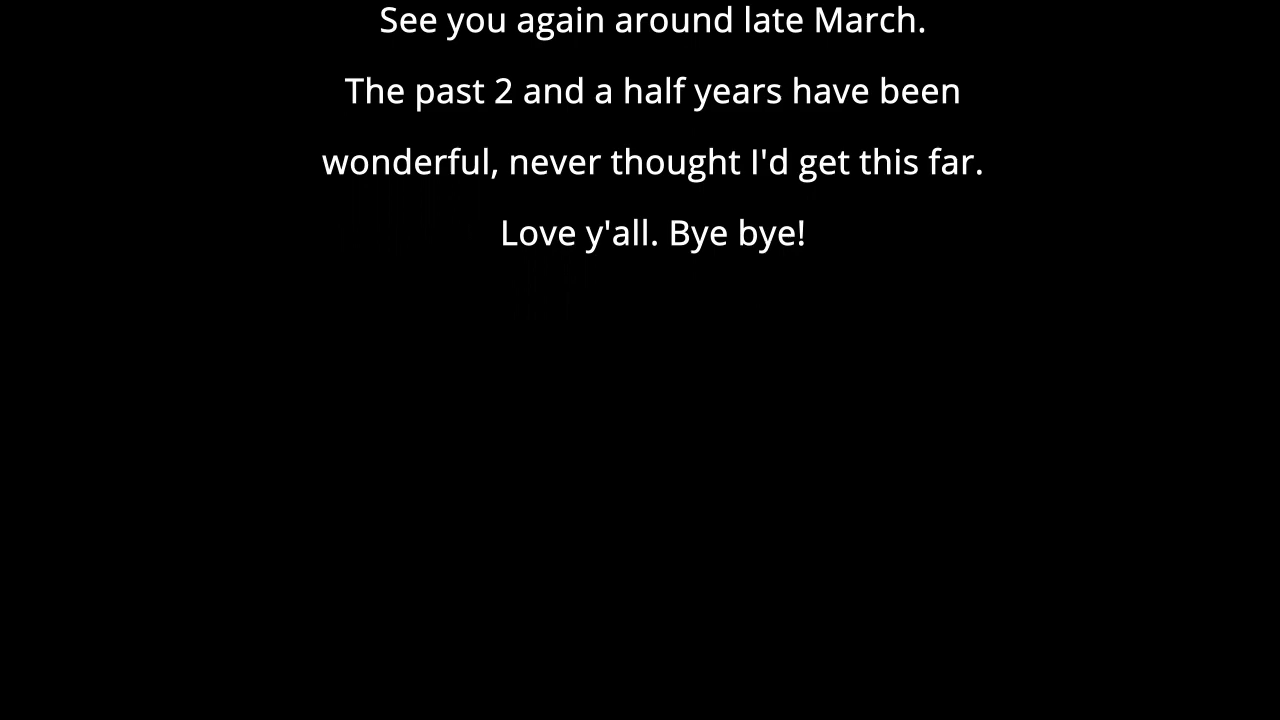 See you again around late March.
The past 2 and a half years have been
wonderful, never thought I'd get this far.
Love y'all. Bye bye!